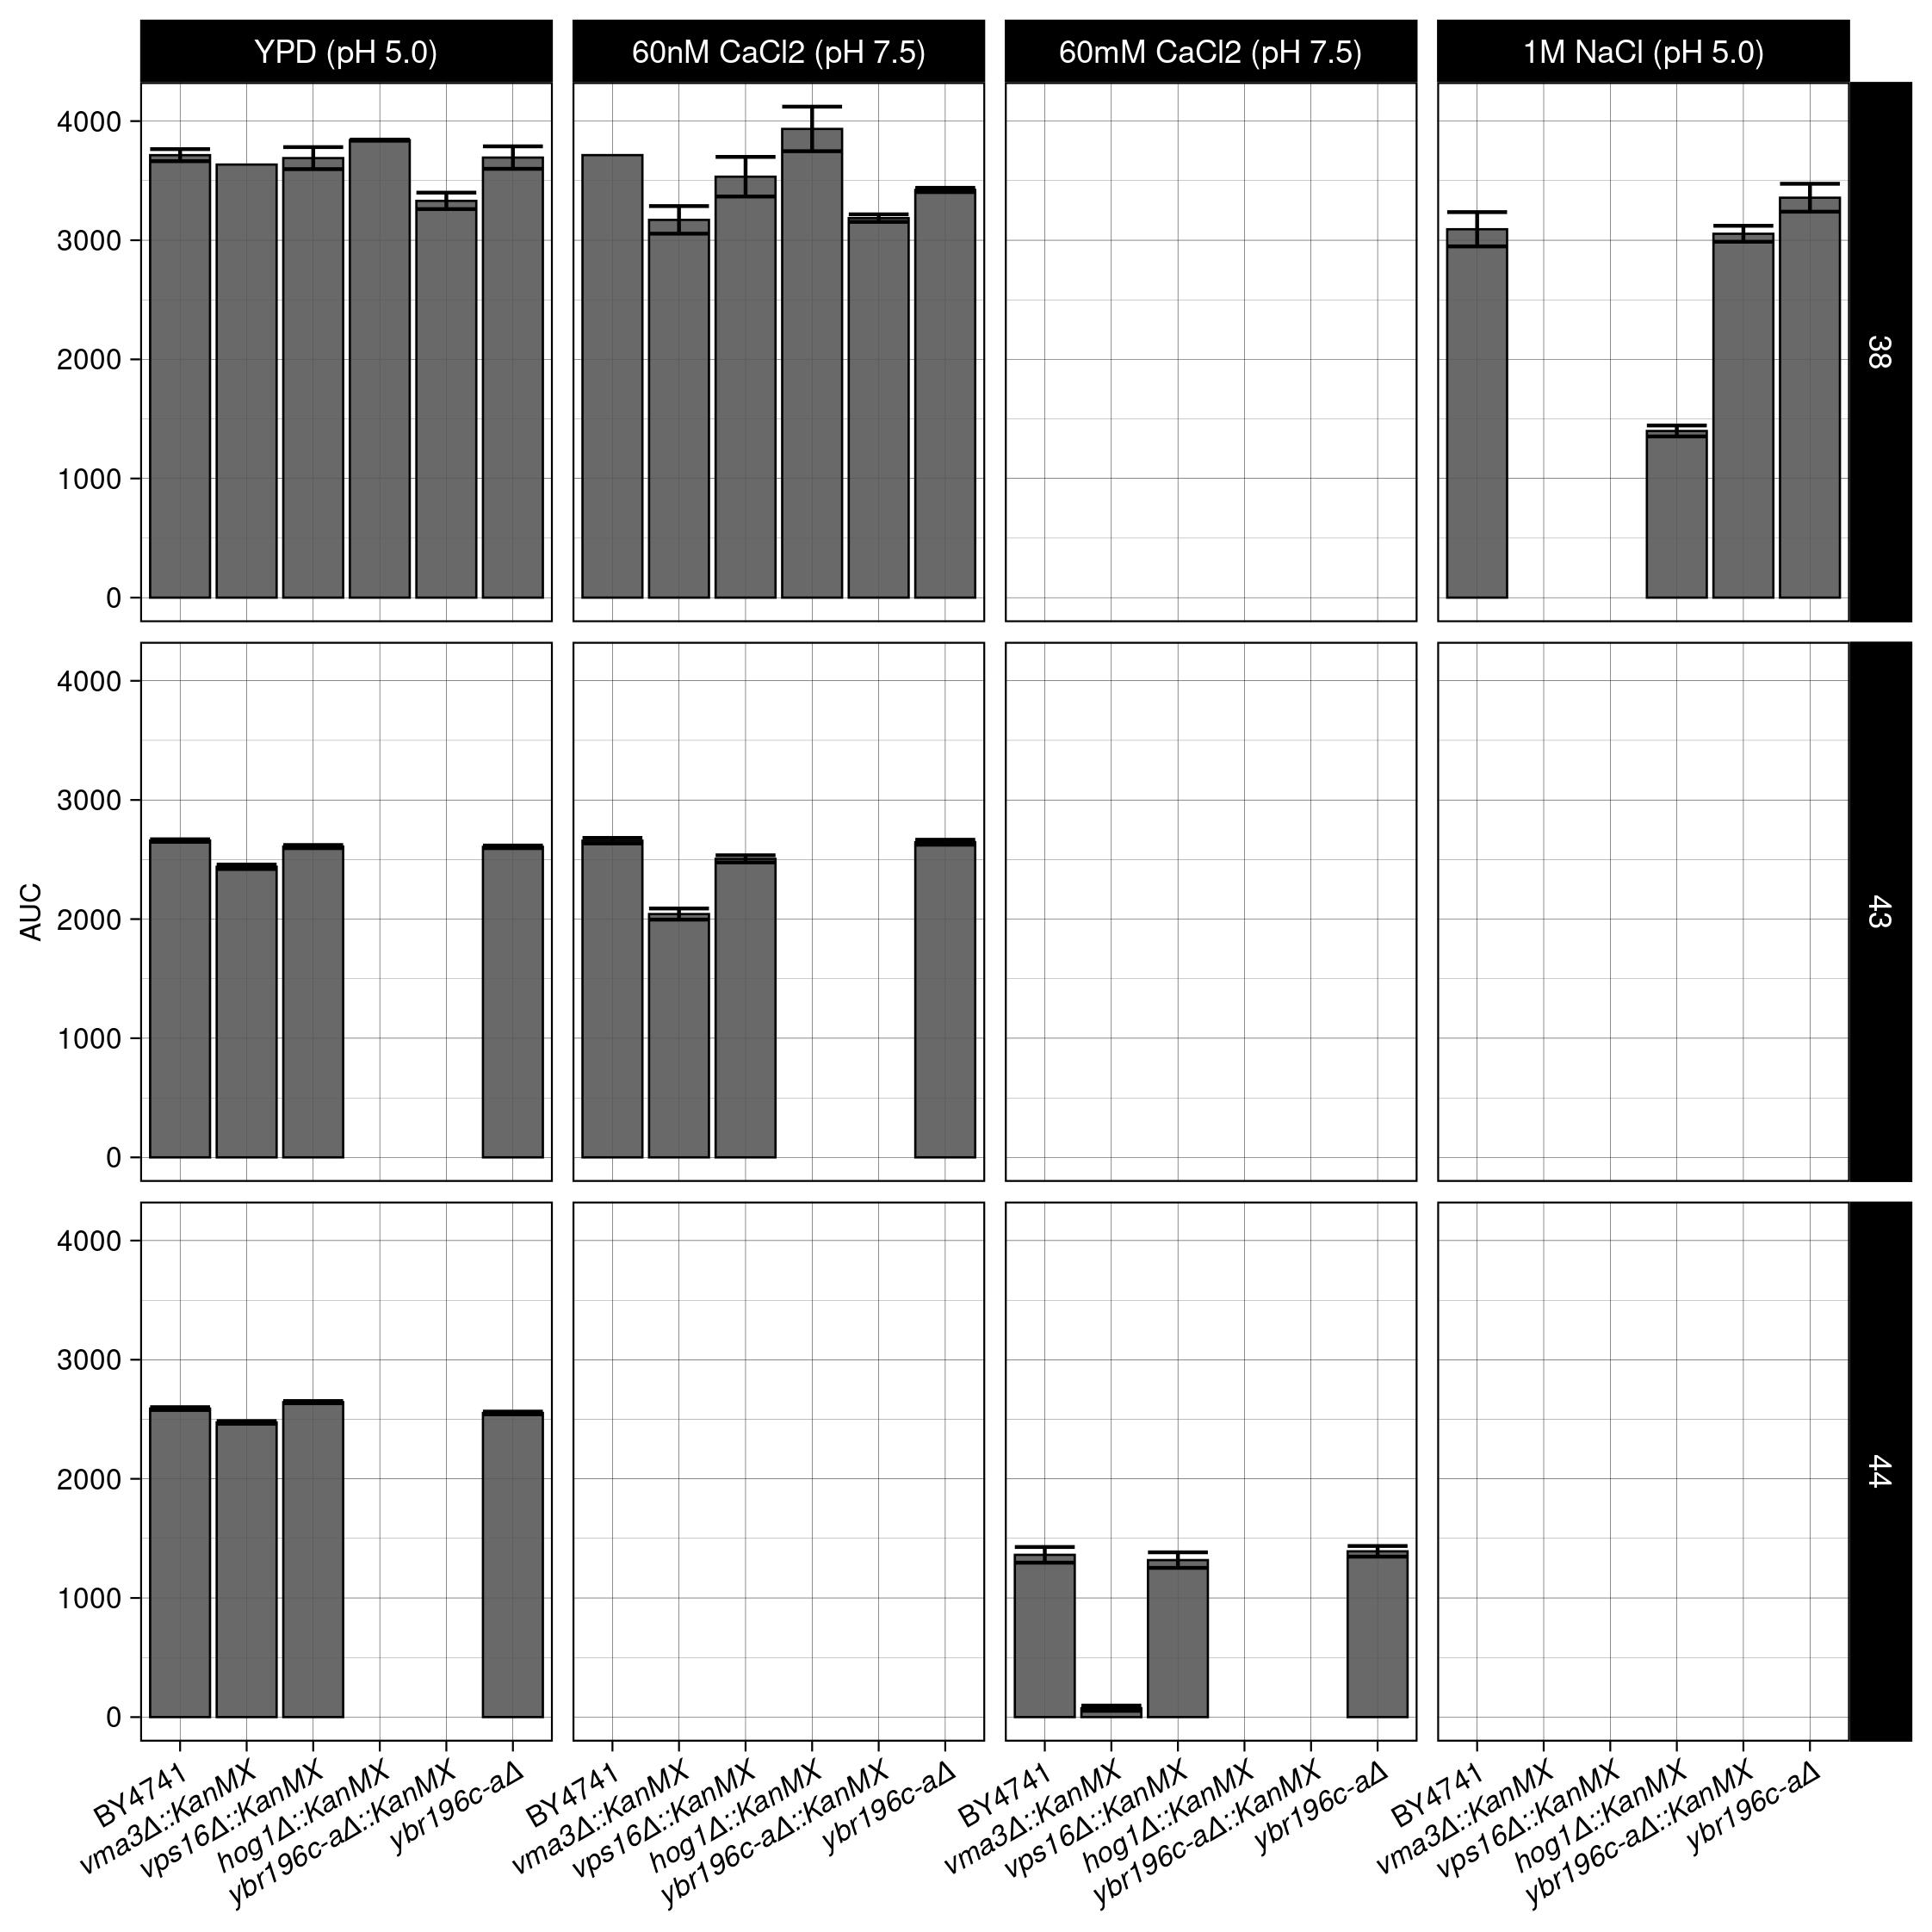 YPD (pH 5.0)
60nM CaCl2 (pH 7.5)
60mM CaCl2 (pH 7.5)
1M NaCl (pH 5.0)
4000
3000
2000
1000
0
38
4000
3000
2000
1000
0
43
4000
3000
2000
1000
0
44
AUC
BY4741
vma3Δ::KanMX
vps16Δ::KanMX
hog1Δ::KanMX
ybr196c-aΔ::KanMX
ybr196c-aΔ
BY4741
vma3Δ::KanMX
vps16Δ::KanMX
hog1Δ::KanMX
ybr196c-aΔ::KanMX
ybr196c-aΔ
BY4741
vma3Δ::KanMX
vps16Δ::KanMX
hog1Δ::KanMX
ybr196c-aΔ::KanMX
ybr196c-aΔ
BY4741
vma3Δ::KanMX
vps16Δ::KanMX
hog1Δ::KanMX
ybr196c-aΔ::KanMX
ybr196c-aΔ